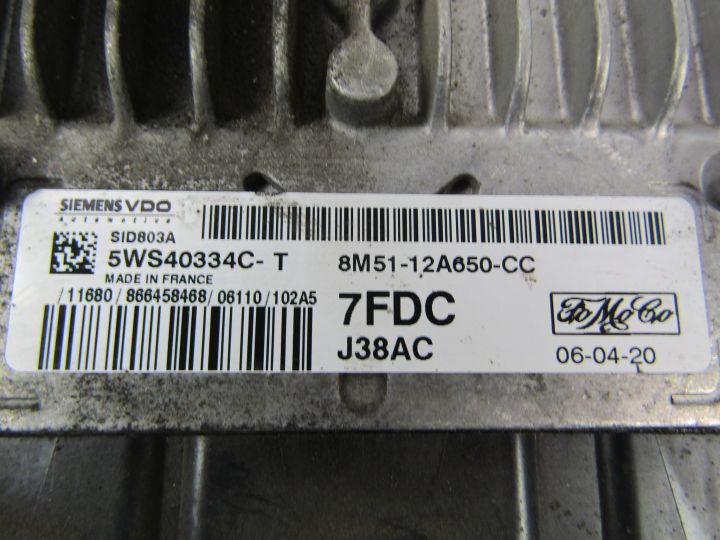 SIEMENS VDO
Automotive
SID803A
5WS40334C- T
MADE IN FRANCE
8M51-12A650-CC
/11680/866458468/06110/102A5
7FDC
J38AC
FoMoCo
06-04-20